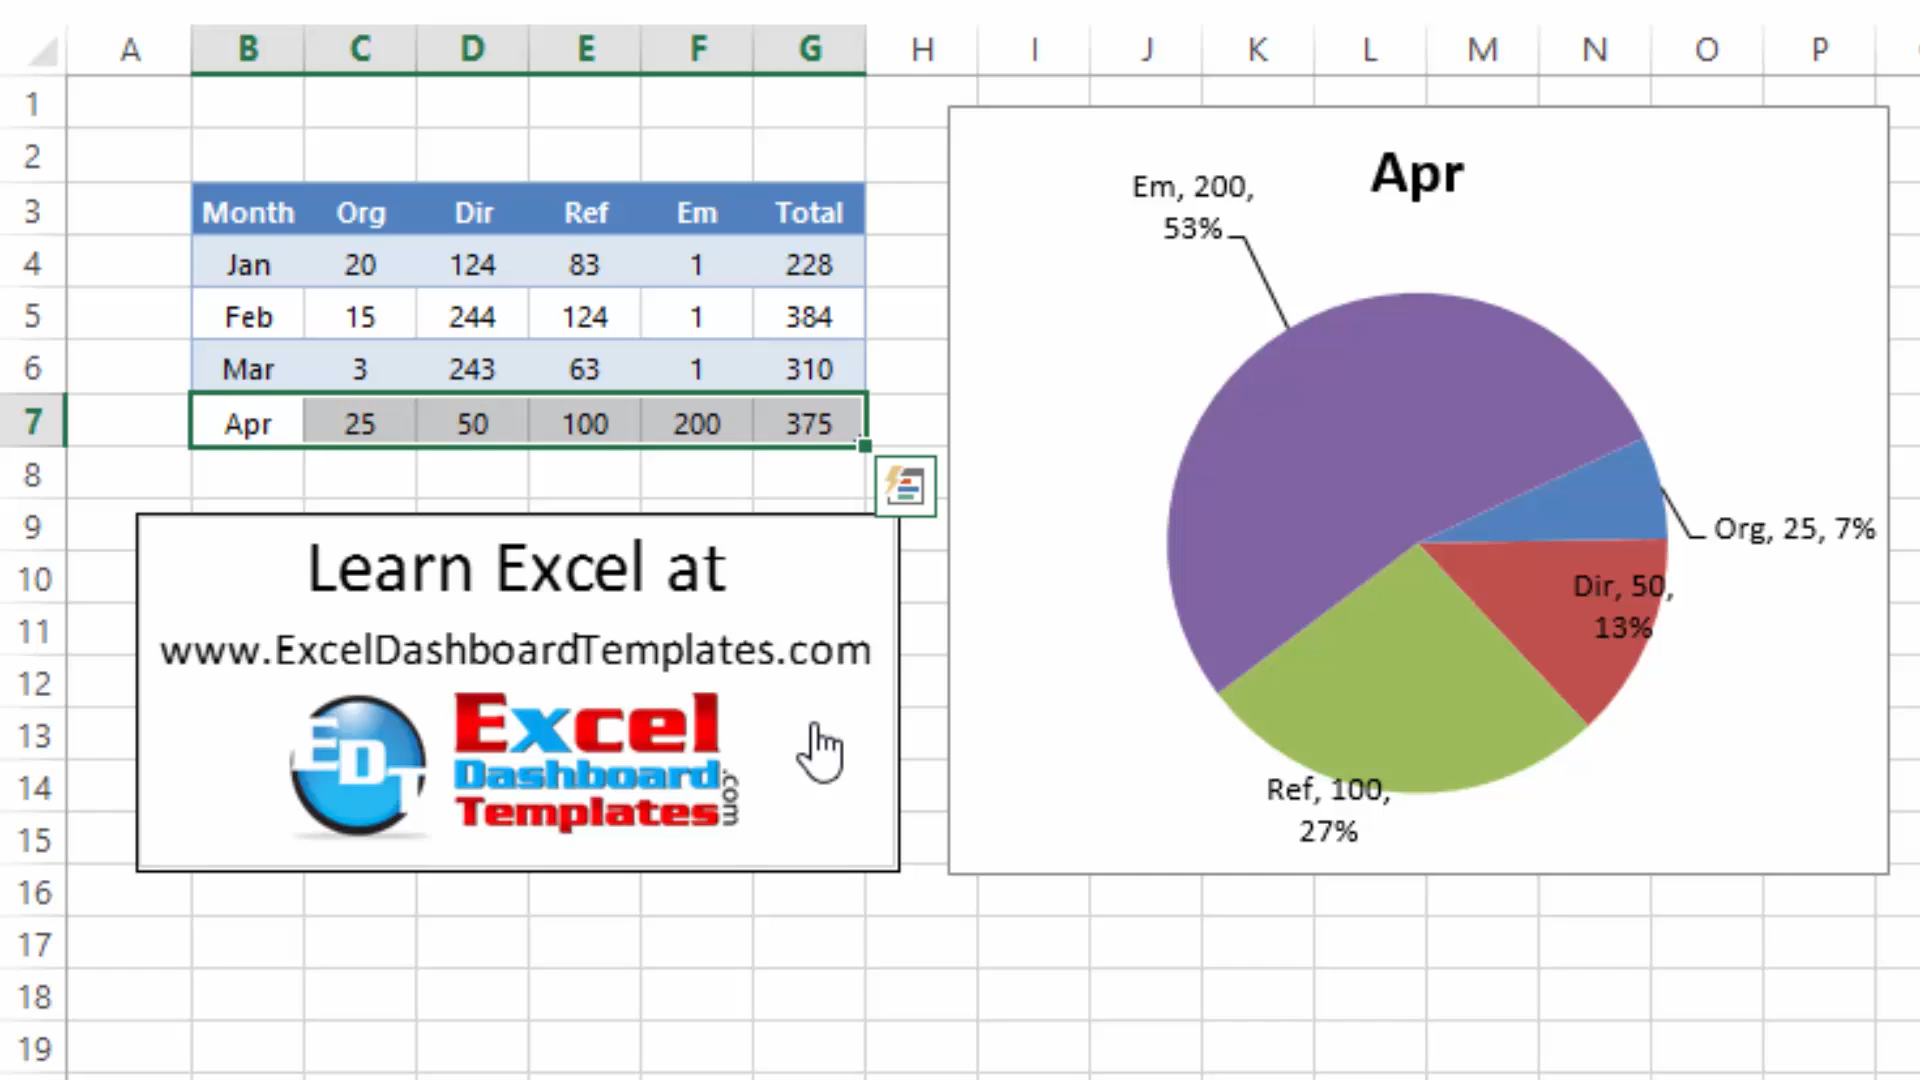 A B C D E F G H I J K L M N O P
1
2
3 Month Org Dir Ref Em Total
4 Jan 20 124 83 1 228
5 Feb 15 244 124 1 384
6 Mar 3 243 63 1 310
7 Apr 25 50 100 200 375
8
9
10
11
12
13
14
15
16
17
18
19
Learn Excel at
www.ExcelDashboardTemplates.com
EDT
Excel
Dashboard
Templates
.com
Apr
Em, 200,
53%
Org, 25, 7%
Dir, 50,
13%
Ref, 100,
27%